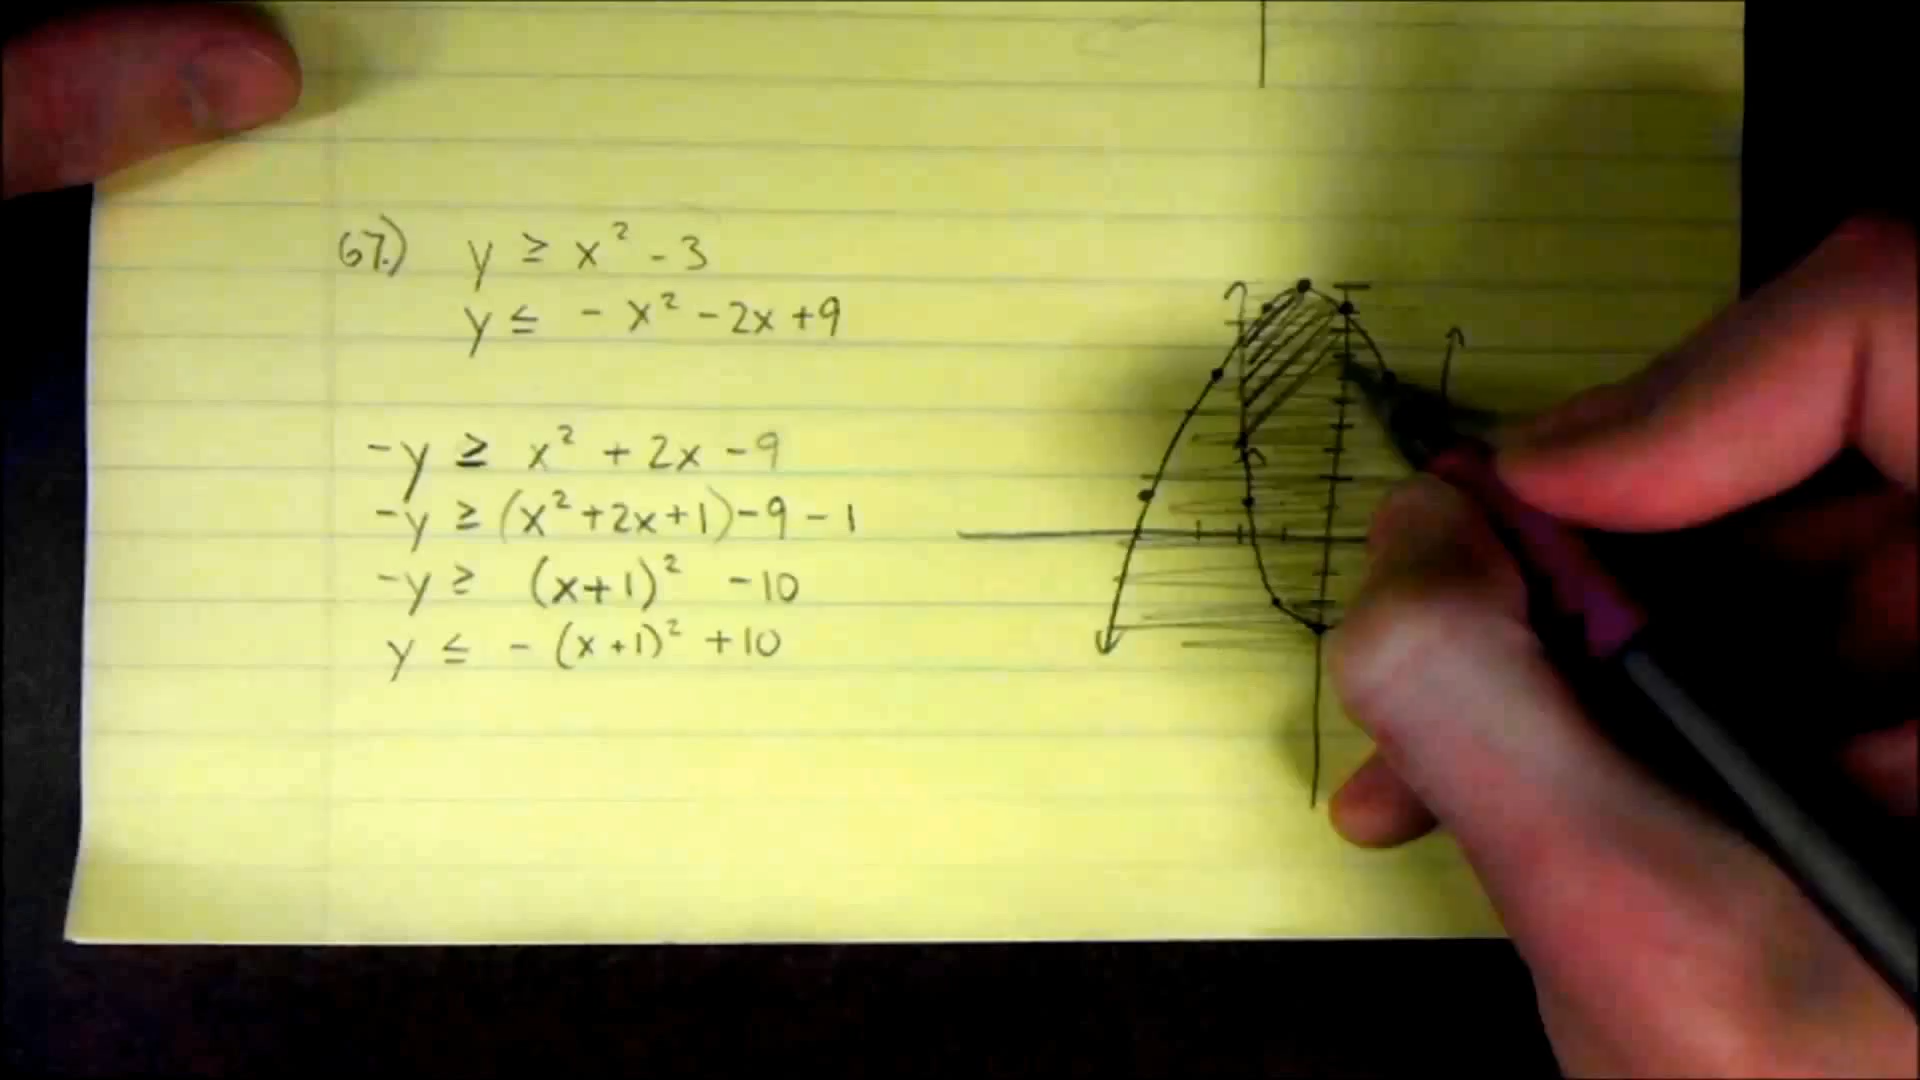 67.) y ≥ x² - 3
y ≤ - x² - 2x + 9
-y ≥ x² + 2x - 9
-y ≥ (x² + 2x + 1) - 9 - 1
-y ≥ (x + 1)² - 10
y ≤ - (x + 1)² + 10